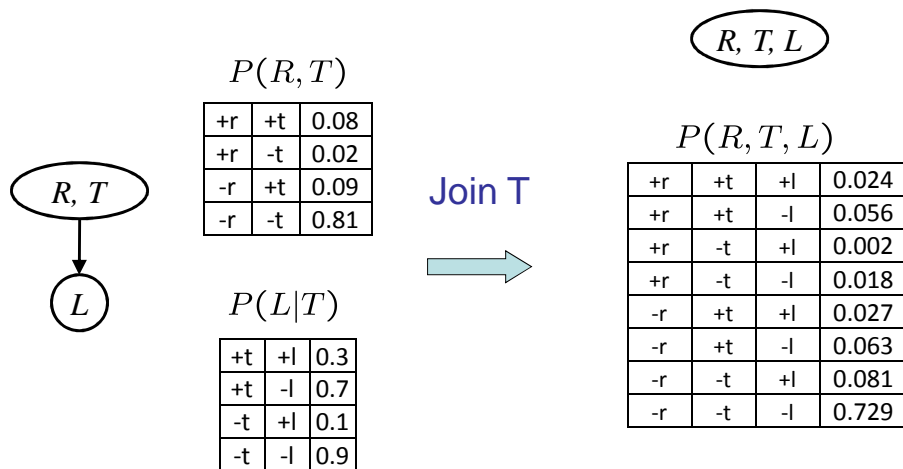 R, T
L
P(R, T)
+r +t 0.08
+r -t 0.02
-r +t 0.09
-r -t 0.81
P(L|T)
+t +l 0.3
+t -l 0.7
-t +l 0.1
-t -l 0.9
Join T
R, T, L
P(R, T, L)
+r +t +l 0.024
+r +t -l 0.056
+r -t +l 0.002
+r -t -l 0.018
-r +t +l 0.027
-r +t -l 0.063
-r -t +l 0.081
-r -t -l 0.729